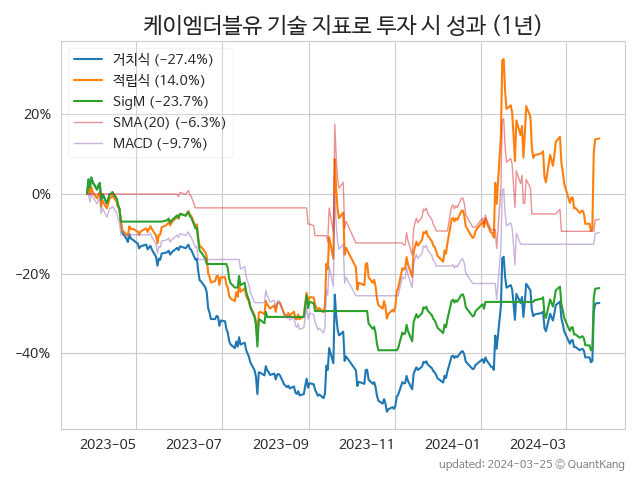 케이엠더블유 기술 지표로 투자 시 성과 (1년)
거치식 (−27.4%)
적립식 (14.0%)
SigM (−23.7%)
SMA(20) (−6.3%)
MACD (−9.7%)
20%
0%
−20%
−40%
2023−05 2023−07 2023−09 2023−11 2024−01 2024−03
updated: 2024−03−25 © QuantKang